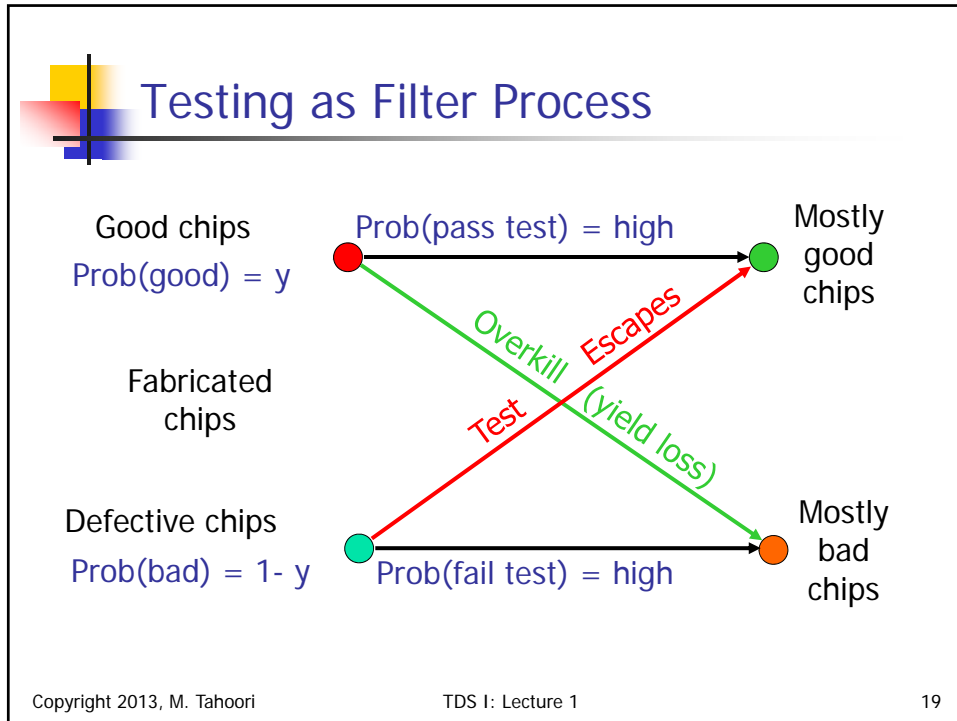 Testing as Filter Process
Good chips
Prob(good) = y
Prob(pass test) = high
Mostly
good
chips
Fabricated
chips
Test Escapes
Overkill (yield loss)
Defective chips
Prob(bad) = 1- y
Prob(fail test) = high
Mostly
bad
chips
Copyright 2013, M. Tahoori
TDS I: Lecture 1
19